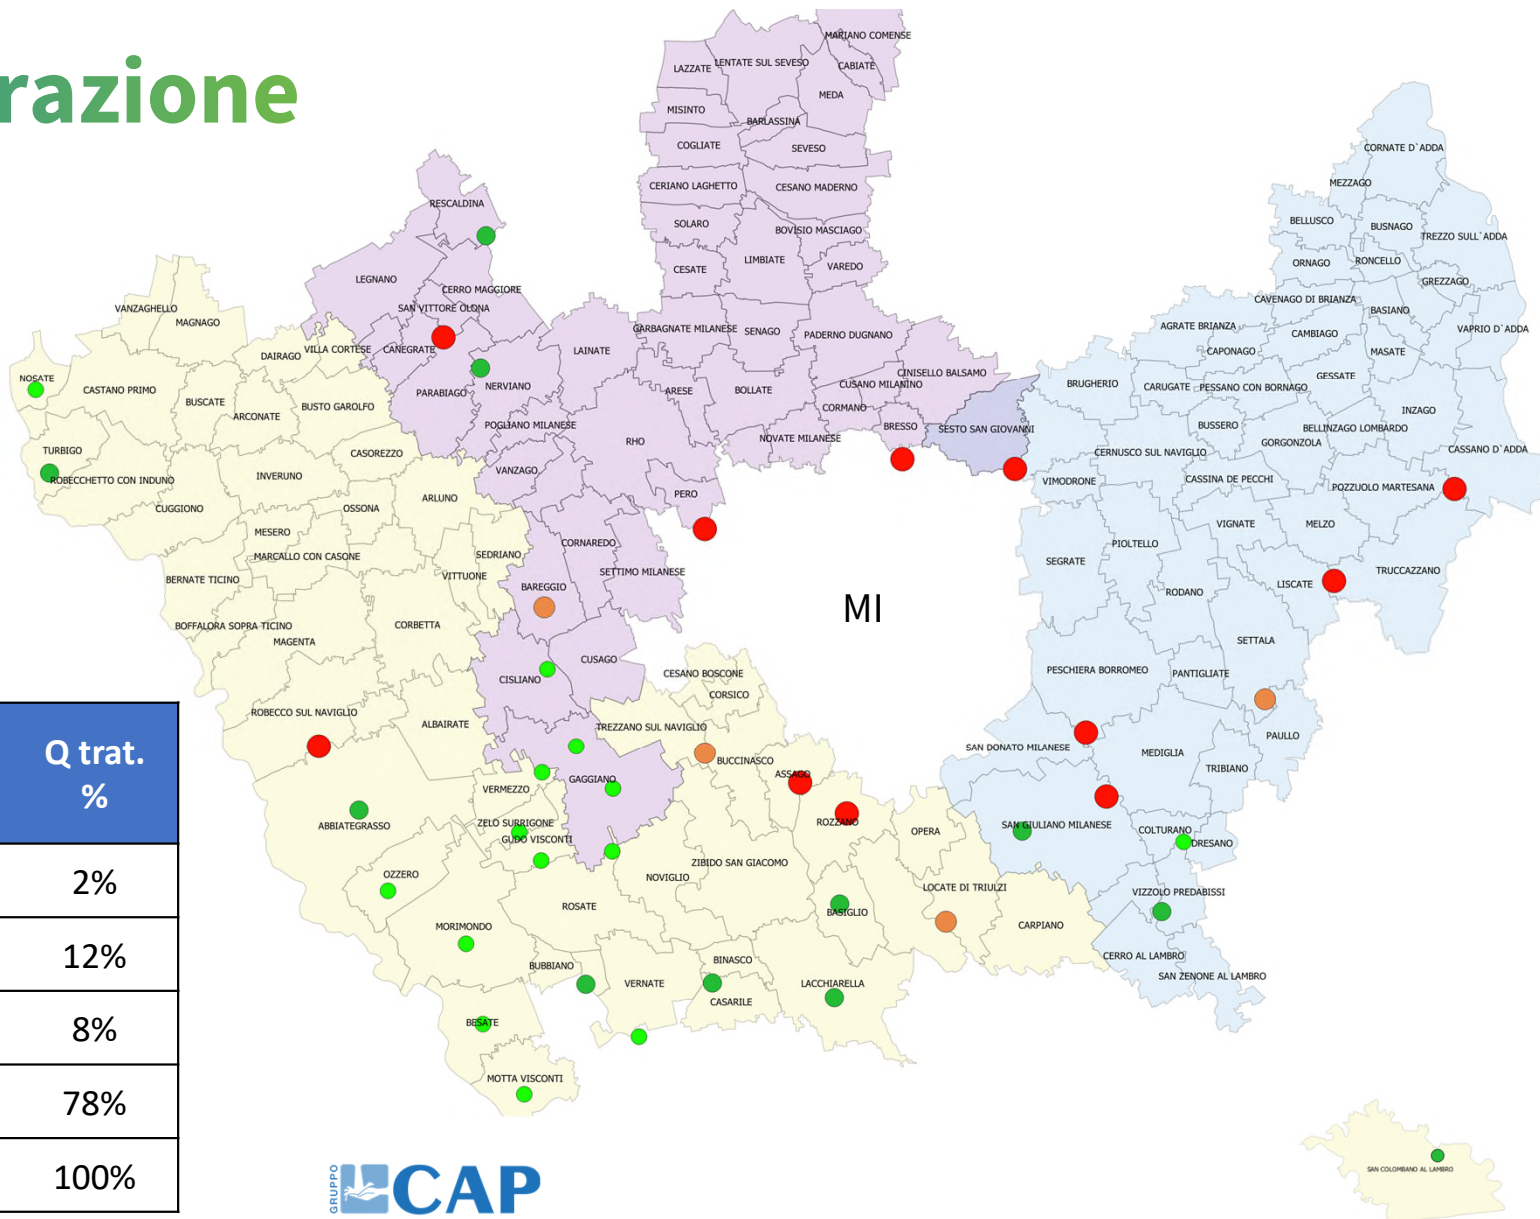 razione
MARIANO COMENSE
LENTATE SUL SEVESO
CABIATE
LAZZATE
MEDA
MISINTO
BARLASSINA
COGLIATE
SEVESO
CORNATE D`ADDA
CERIANO LAGHETTO
CESANO MADERNO
MEZZAGO
RESCALDINA
SOLARO
BOVISIO MASCIAGO
BELLUSCO
BUSNAGO
TREZZO SULL`ADDA
LIMBIATE
CESATE
VAREDO
ORNAGO
RONCELLO
LEGNANO
CERRO MAGGIORE
GREZZAGO
VANZAGHELLO
SAN VITTORE OLONA
CAVENAGO DI BRIANZA
BASIANO
MAGNAGO
GARBAGNATE MILANESE
SENAGO
PADERNO DUGNANO
AGRATE BRIANZA
CAMBIAGO
VAPRIO D`ADDA
DAIRAGO
VILLA CORTESE
CANEGRATE
LAINATE
CAPONAGO
MASATE
NOSATE
CASTANO PRIMO
PARABIAGO
NERVIANO
ARESE
BOLLATE
CUSANO MILANINO
CINISELLO BALSAMO
BRUGHERIO
CARUGATE
PESSANO CON BORNAGO
GESSATE
BUSCATE
ARCONATE
BUSTO GAROLFO
CORMANO
INZAGO
POGLIANO MILANESE
RHO
NOVATE MILANESE
BRESSO
SESTO SAN GIOVANNI
BUSSERO
BELLINZAGO LOMBARDO
GORGONZOLA
TURBIGO
CASOREZZO
CERNUSCO SUL NAVIGLIO
CASSANO D`ADDA
ROBECCHETTO CON INDUNO
INVERUNO
VANZAGO
VIMODRONE
CASSINA DE PECCHI
POZZUOLO MARTESANA
CUGGIONO
OSSONA
ARLUNO
PERO
VIGNATE
MELZO
MESERO
MARCALLO CON CASONE
SEDRIANO
CORNAREDO
PIOLTELLO
SEGRATE
BERNATE TICINO
VITTUONE
BAREGGIO
SETTIMO MILANESE
RODANO
LISCATE
TRUCCAZZANO
BOFFALORA SOPRA TICINO
CORBETTA
MI
MAGENTA
SETTALA
CISLIANO
CUSAGO
CESANO BOSCONE
PESCHIERA BORROMEO
PANTIGLIATE
CORSICO
ROBECCO SUL NAVIGLIO
ALBAIRATE
TREZZANO SUL NAVIGLIO
SAN DONATO MILANESE
PAULLO
MEDIGLIA
TRIBIANO
BUCCINASCO
GAGGIANO
ASSAGO
VERMEZZO
ABBIATEGRASSO
ZELO SURRIGONE
ROZZANO
OPERA
SAN GIULIANO MILANESE
COLTURANO
GUDO VISCONTI
DRESANO
ZIBIDO SAN GIACOMO
OZZERO
NOVIGLIO
LOCATE DI TRIULZI
VIZZOLO PREDABISSI
ROSATE
BASIGLIO
MORIMONDO
CARPIANO
CERRO AL LAMBRO
BUBBIANO
BINASCO
SAN ZENONE AL LAMBRO
VERNATE
LACCHIARELLA
CASARILE
BESATE
MOTTA VISCONTI
SAN COLOMBANO AL LAMBRO
Q trat.
%
2%
12%
8%
78%
100%
GRUPPO
CAP